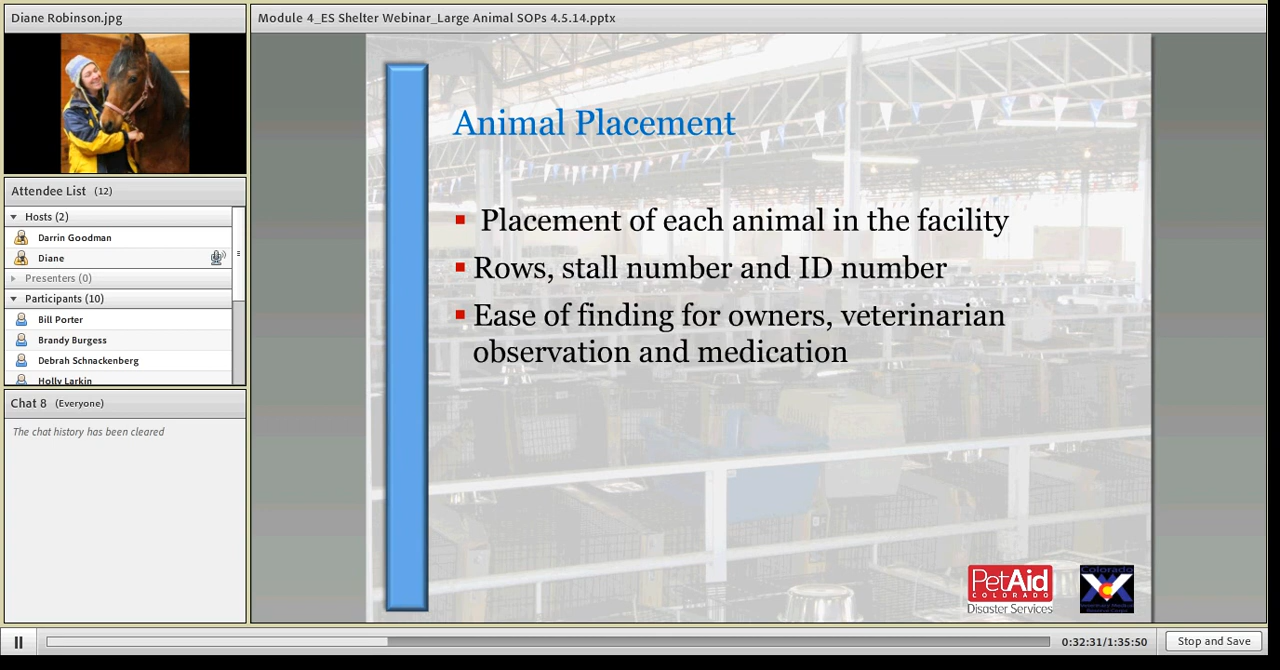 Diane Robinson.jpg
Module 4_ES Shelter Webinar_Large Animal SOPs 4.5.14.pptx
Attendee List (12)
Hosts (2)
Darrin Goodman
Diane
Presenters (0)
Participants (10)
Bill Porter
Brandy Burgess
Debrah Schnackenberg
Holly Larkin
Chat 8 (Everyone)
The chat history has been cleared
Animal Placement
Placement of each animal in the facility
Rows, stall number and ID number
Ease of finding for owners, veterinarian
observation and medication
PetAid
COLORADO
Disaster Services
Colorado
0:32:31/1:35:50
Stop and Save